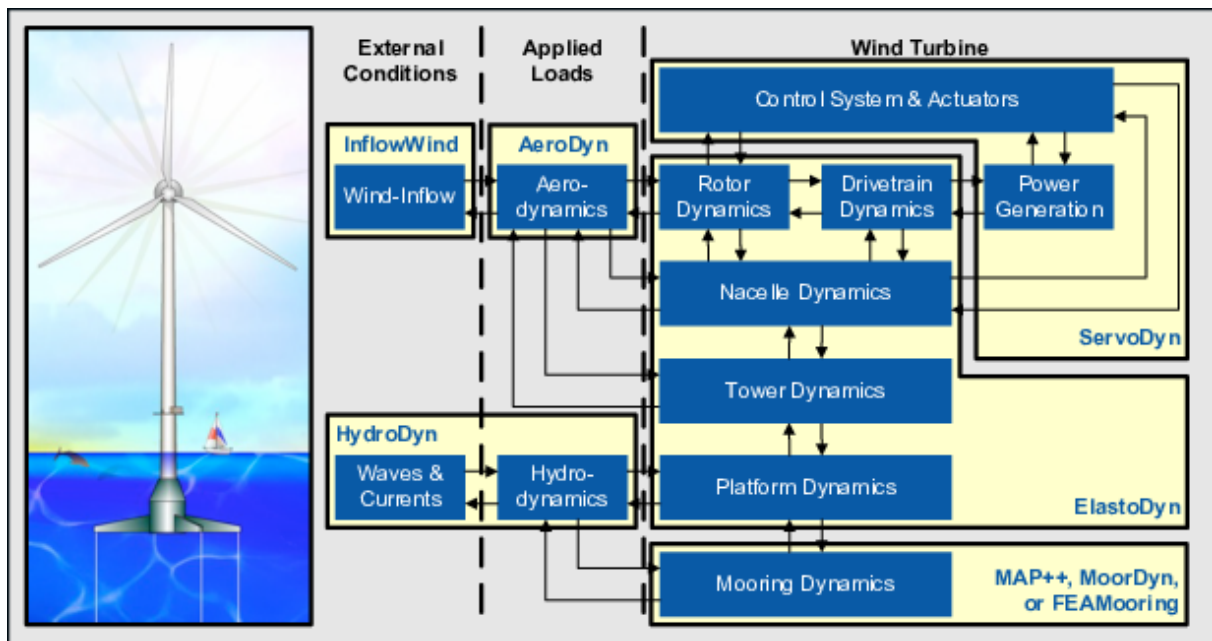 External
Conditions
Applied
Loads
Wind Turbine
Control System & Actuators
InflowWind
AeroDyn
Wind-Inflow
Aero-
dynamics
Rotor
Dynamics
Drivetrain
Dynamics
Power
Generation
Nacelle Dynamics
ServoDyn
Tower Dynamics
HydroDyn
Waves &
Currents
Hydro-
dynamics
Platform Dynamics
ElastoDyn
Mooring Dynamics
MAP++, MoorDyn,
or FEAMooring